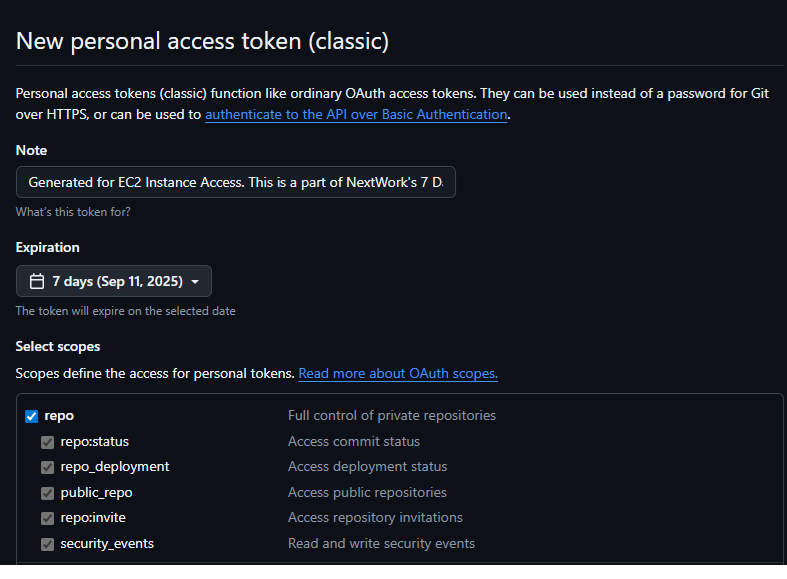 New personal access token (classic)
Personal access tokens (classic) function like ordinary OAuth access tokens. They can be used instead of a password for Git
over HTTPS, or can be used to authenticate to the API over Basic Authentication.
Note
Generated for EC2 Instance Access. This is a part of NextWork's 7 D
What's this token for?
Expiration
7 days (Sep 11, 2025)
The token will expire on the selected date
Select scopes
Scopes define the access for personal tokens. Read more about OAuth scopes.
repo Full control of private repositories
repo:status Access commit status
repo_deployment Access deployment status
public_repo Access public repositories
repo:invite Access repository invitations
security_events Read and write security events